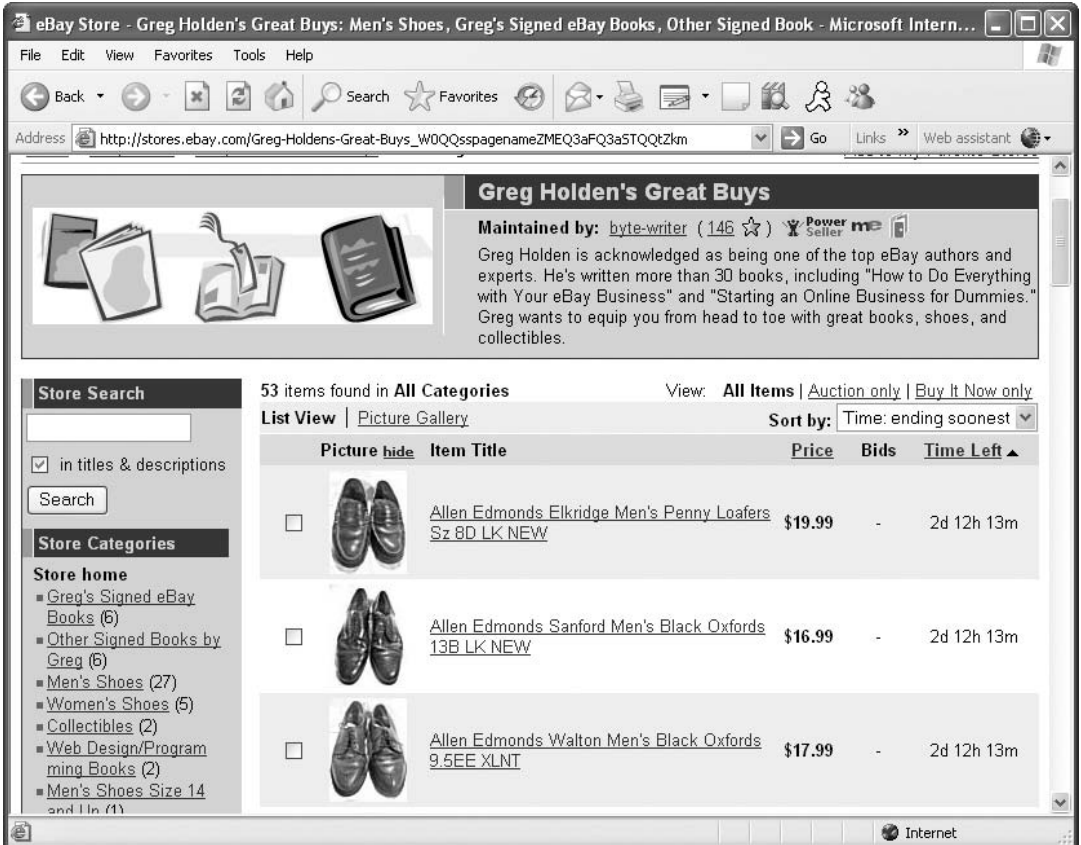 eBay Store - Greg Holden's Great Buys: Men's Shoes, Greg's Signed eBay Books, Other Signed Book - Microsoft Intern...
File Edit View Favorites Tools Help
Back Search Favorites
Address http://stores.ebay.com/Greg-Holdens-Great-Buys_W0QQsspagenameZMEQ3aFQ3aSTQQtZkm Go Links » Web assistant
Greg Holden's Great Buys
Maintained by: byte-writer (146) Power Seller me
Greg Holden is acknowledged as being one of the top eBay authors and
experts. He's written more than 30 books, including "How to Do Everything
with Your eBay Business" and "Starting an Online Business for Dummies."
Greg wants to equip you from head to toe with great books, shoes, and
collectibles.
Store Search
in titles & descriptions
Search
Store Categories
Store home
Greg's Signed eBay
Books (6)
Other Signed Books by
Greg (6)
Men's Shoes (27)
Women's Shoes (5)
Collectibles (2)
Web Design/Program
ming Books (2)
Men's Shoes Size 14
and Up (1)
53 items found in All Categories View: All Items | Auction only | Buy It Now only
List View | Picture Gallery Sort by: Time: ending soonest
Picture hide Item Title Price Bids Time Left
Allen Edmonds Elkridge Men's Penny Loafers
Sz 8D LK NEW $19.99 - 2d 12h 13m
Allen Edmonds Sanford Men's Black Oxfords
13B LK NEW $16.99 - 2d 12h 13m
Allen Edmonds Walton Men's Black Oxfords
9.5EE XLNT $17.99 - 2d 12h 13m
Internet